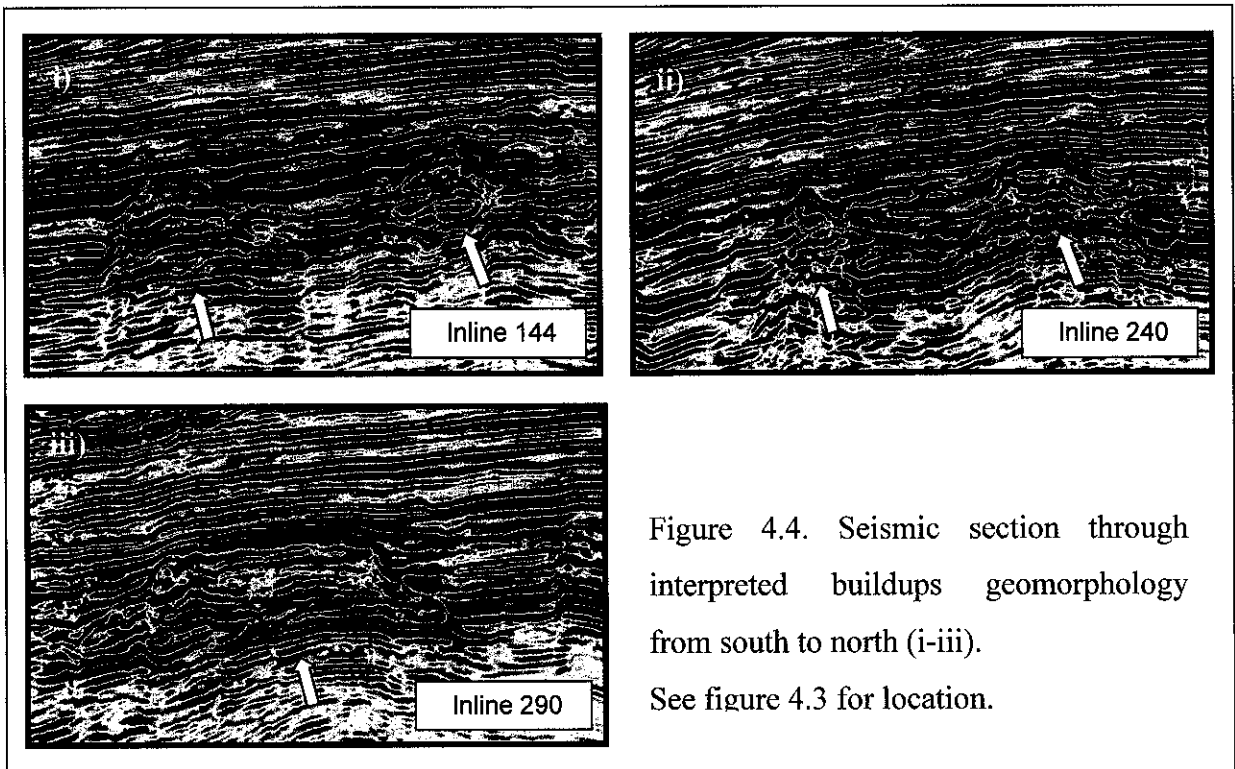 i)
Inline 144
ii)
Inline 240
iii)
Inline 290
Figure 4.4. Seismic section through
interpreted buildups geomorphology
from south to north (i-iii).
See figure 4.3 for location.